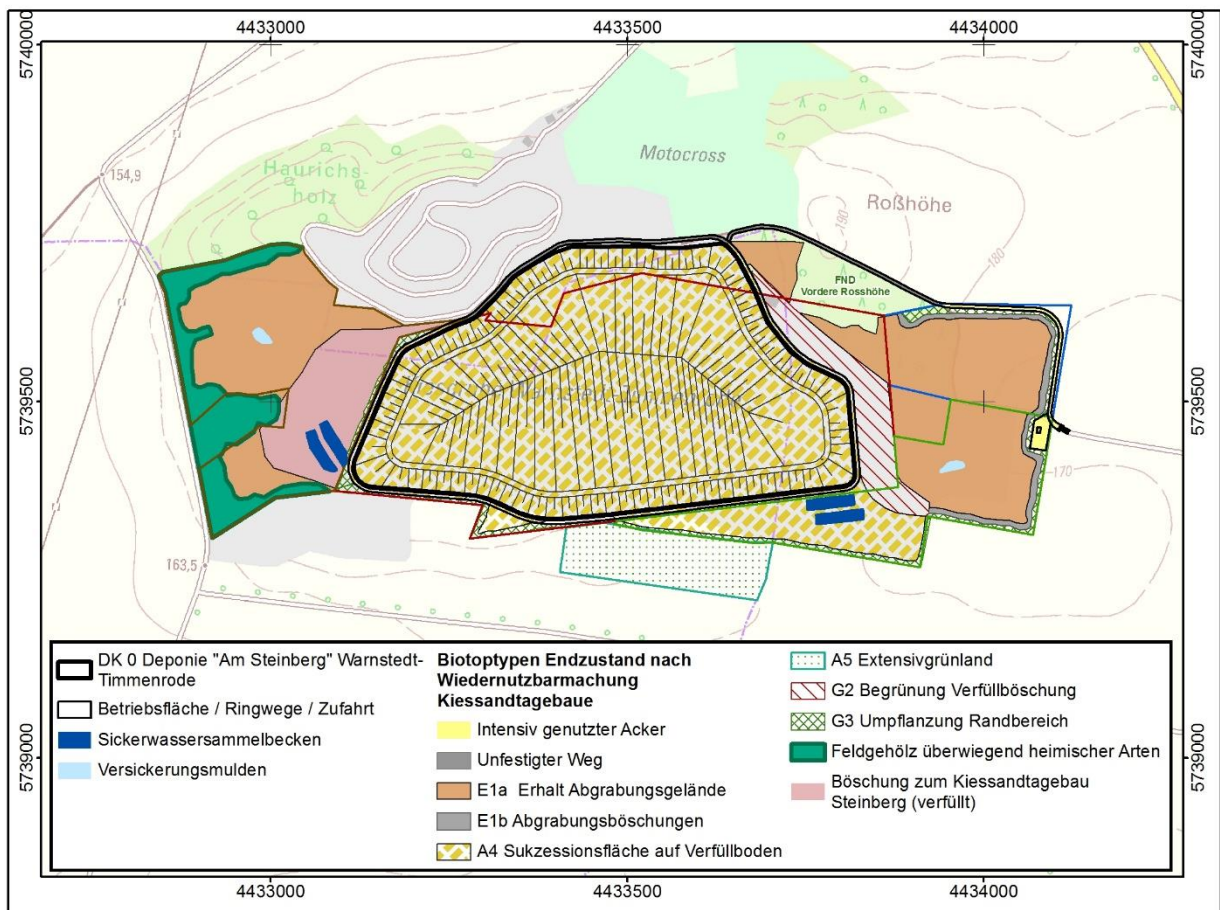 4433000
4433500
4434000
5740000
5740000
Motocross
Haurichs-
holz
154,9
Roßhöhe
190
180
FND
Vordere Rosshöhe
5739500
5739500
170
163,5
DK 0 Deponie "Am Steinberg" Warnstedt-
Timmenrode
Betriebsfläche / Ringwege / Zufahrt
Sickerwassersammelbecken
Versickerungsmulden
Biotoptypen Endzustand nach
Wiedernutzbarmachung
Kiessandtagebaue
Intensiv genutzter Acker
Unfestigter Weg
E1a Erhalt Abgrabungsgelände
E1b Abgrabungsböschungen
A4 Sukzessionsfläche auf Verfüllboden
A5 Extensivgrünland
G2 Begrünung Verfüllböschung
G3 Umpflanzung Randbereich
Feldgehölz überwiegend heimischer Arten
Böschung zum Kiessandtagebau
Steinberg (verfüllt)
5739000
5739000
4433000
4433500
4434000